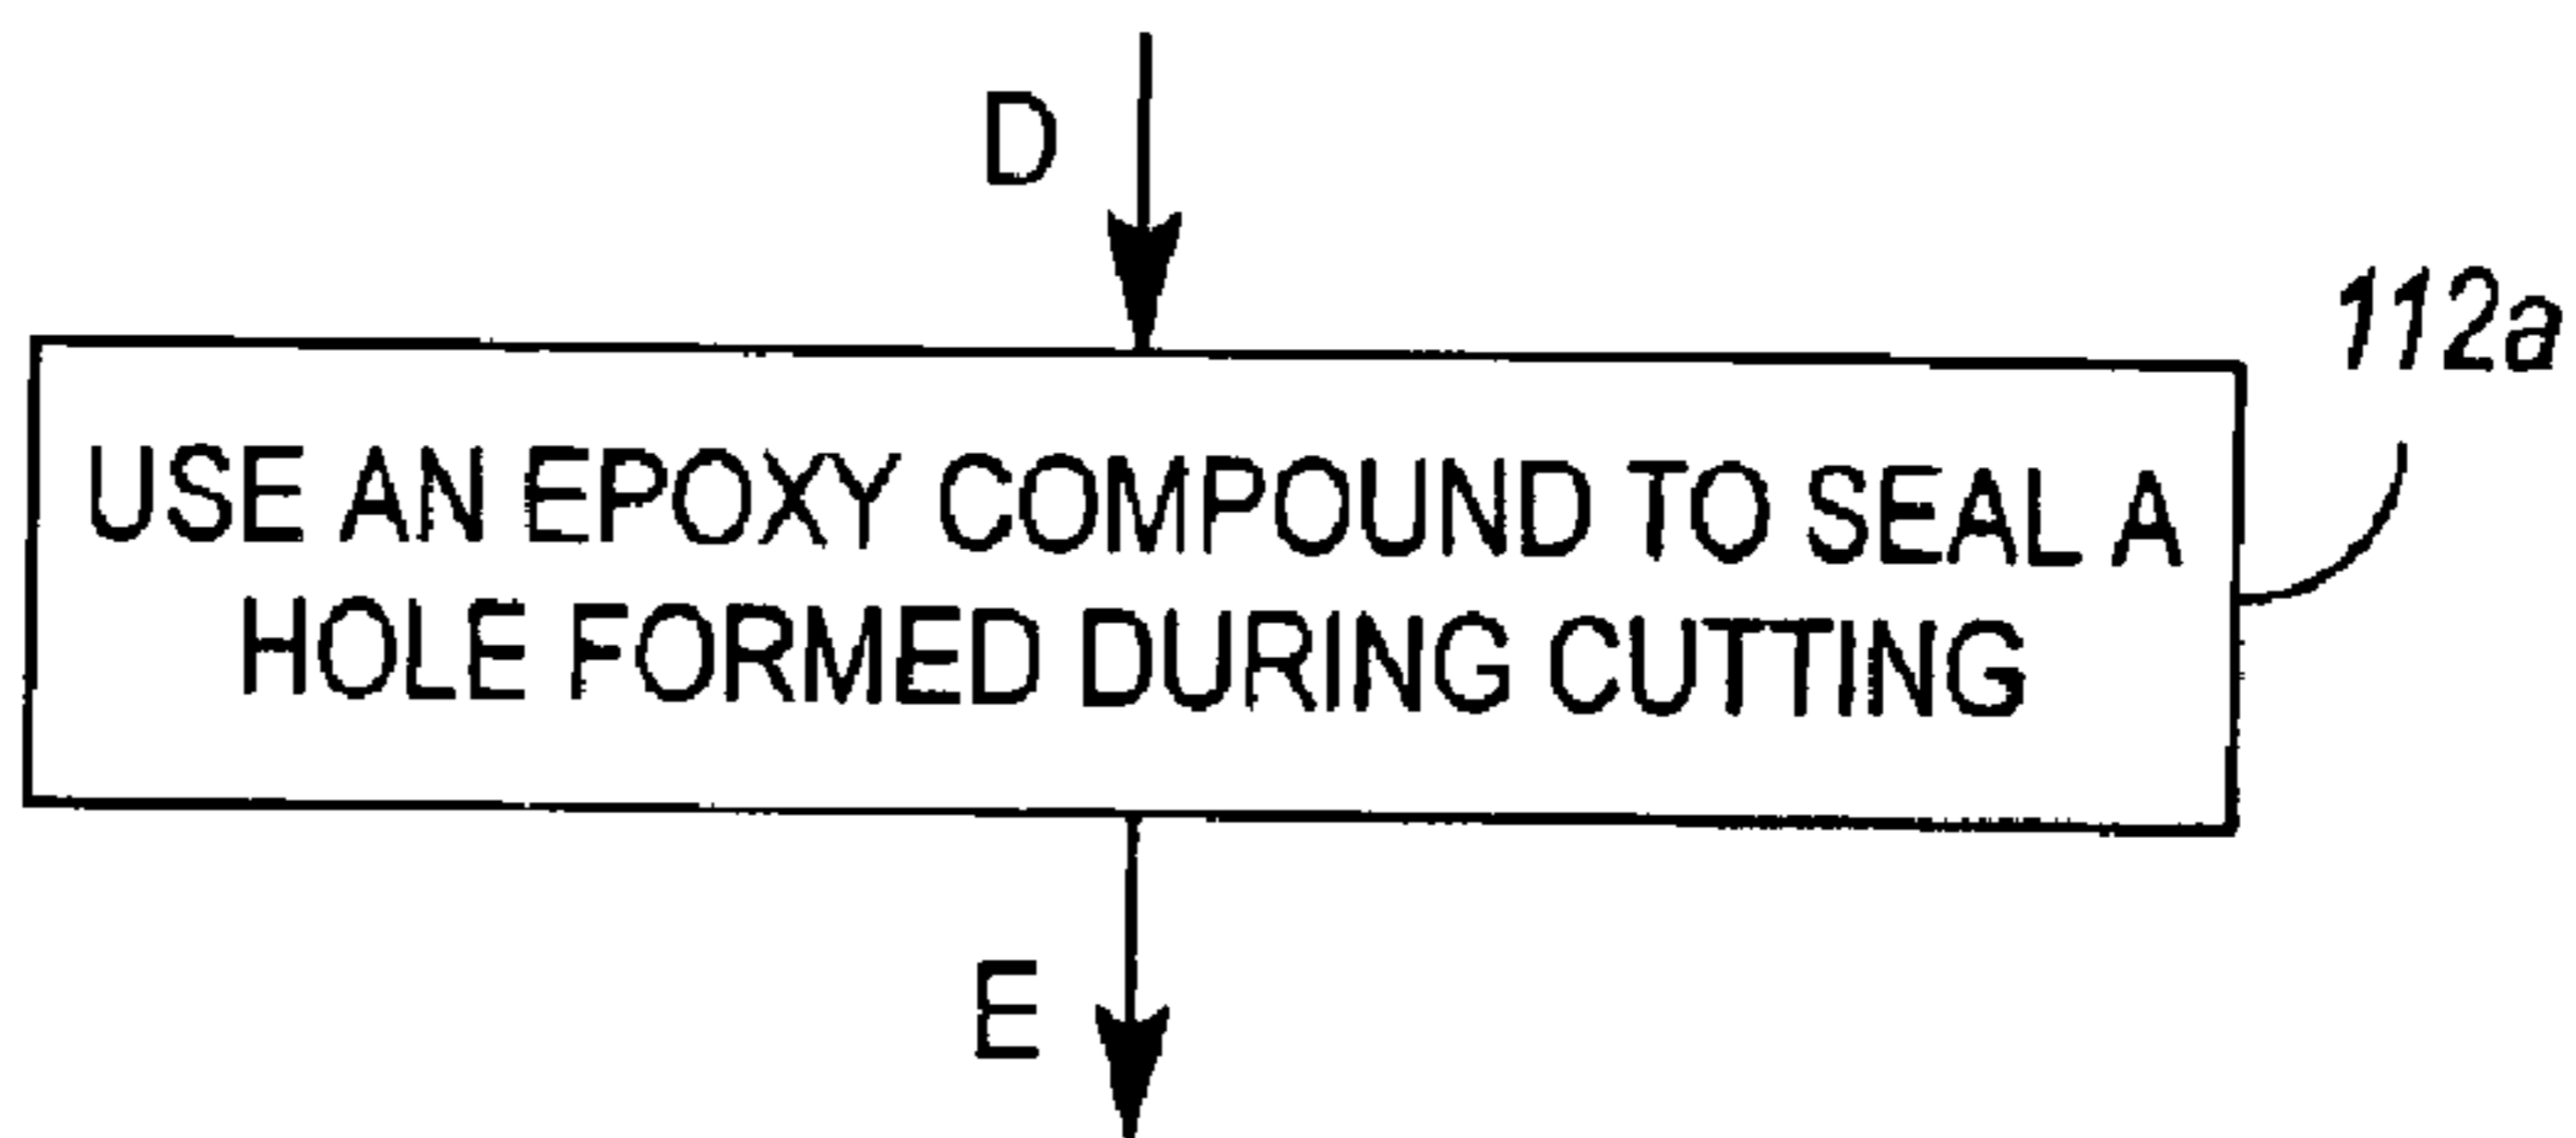 D
112a
USE AN EPOXY COMPOUND TO SEAL A
HOLE FORMED DURING CUTTING
E